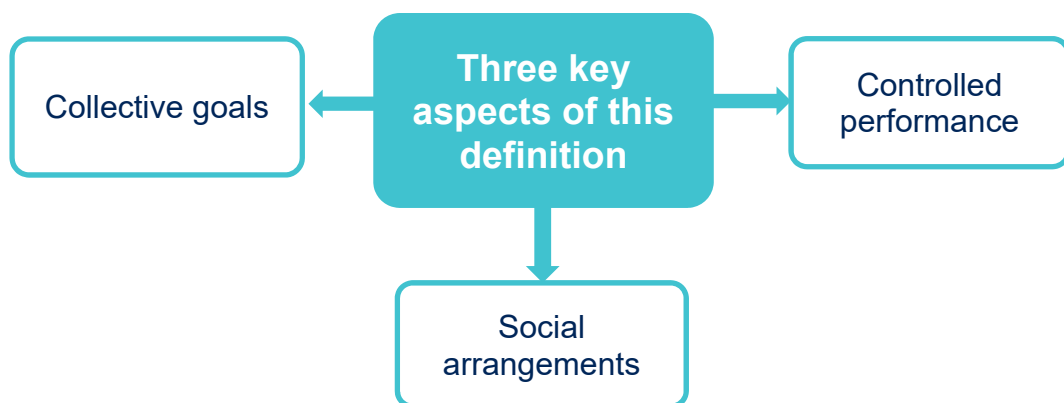 Three key
aspects of this
definition
Collective goals
Controlled
performance
Social
arrangements